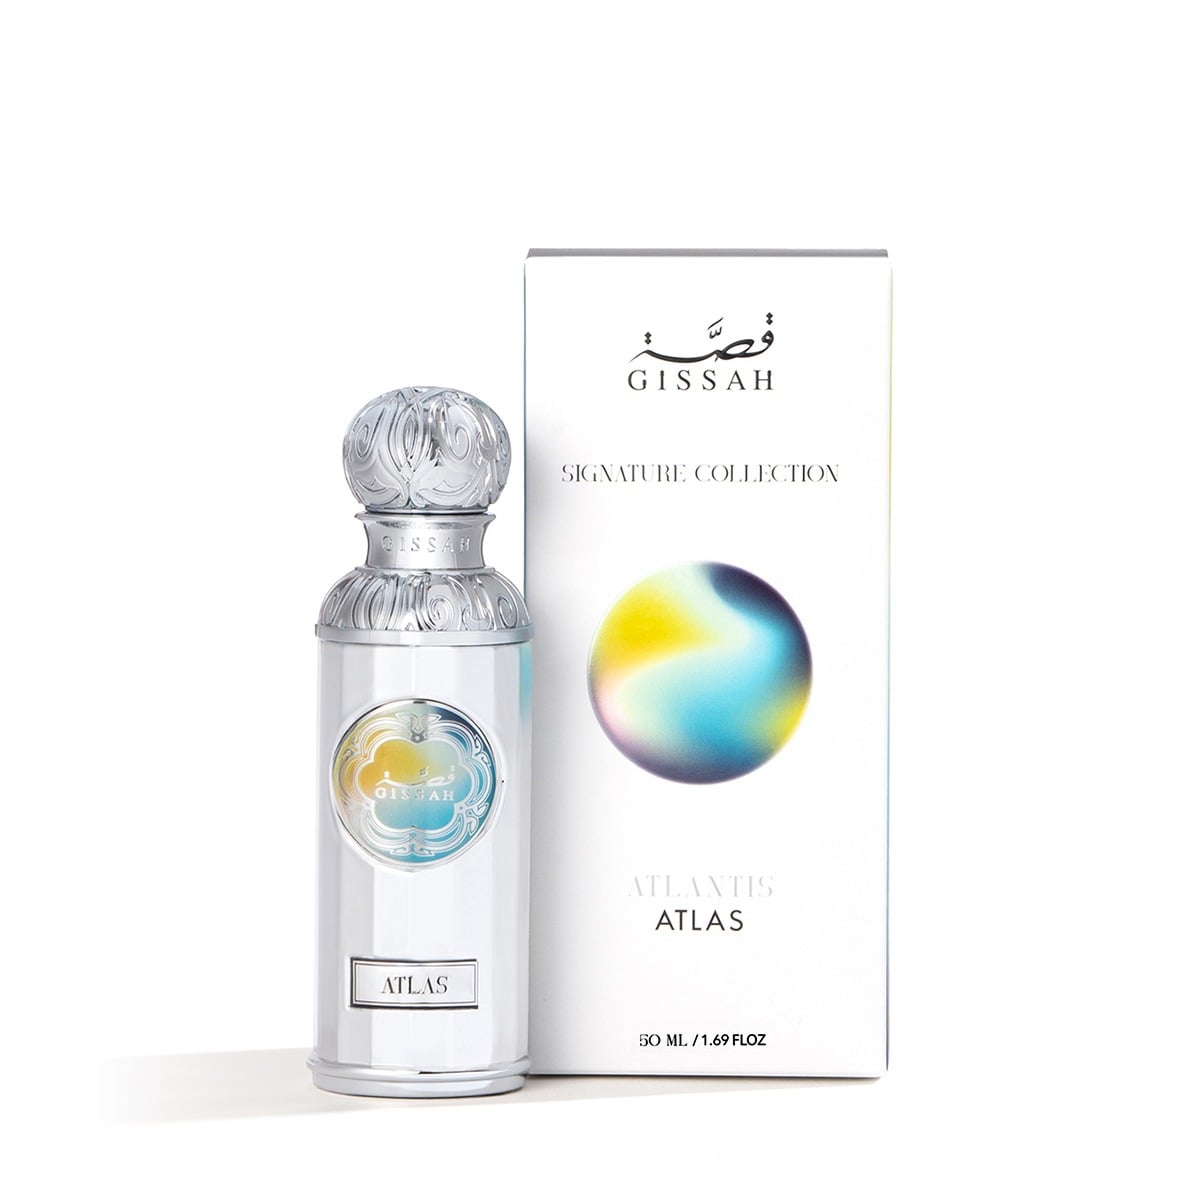 قصّة
GISSAH
SIGNATURE COLLECTION
ATLANTIS
ATLAS
50 ML / 1.69 FLOZ
GISSAH
قصّة
GISSAH
ATLAS